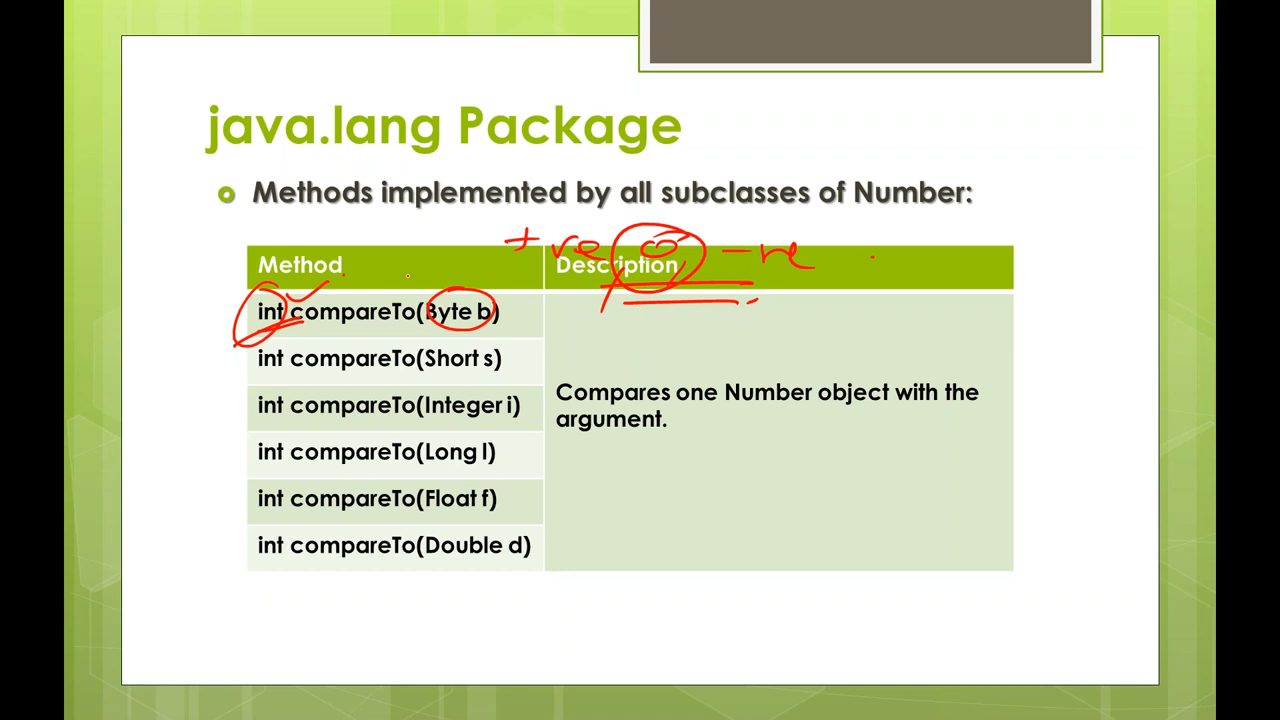 java.lang Package
Methods implemented by all subclasses of Number:
+ve 0 -ve
Method Description
int compareTo(Byte b)
int compareTo(Short s)
int compareTo(Integer i)
int compareTo(Long l)
int compareTo(Float f)
int compareTo(Double d)
Compares one Number object with the
argument.